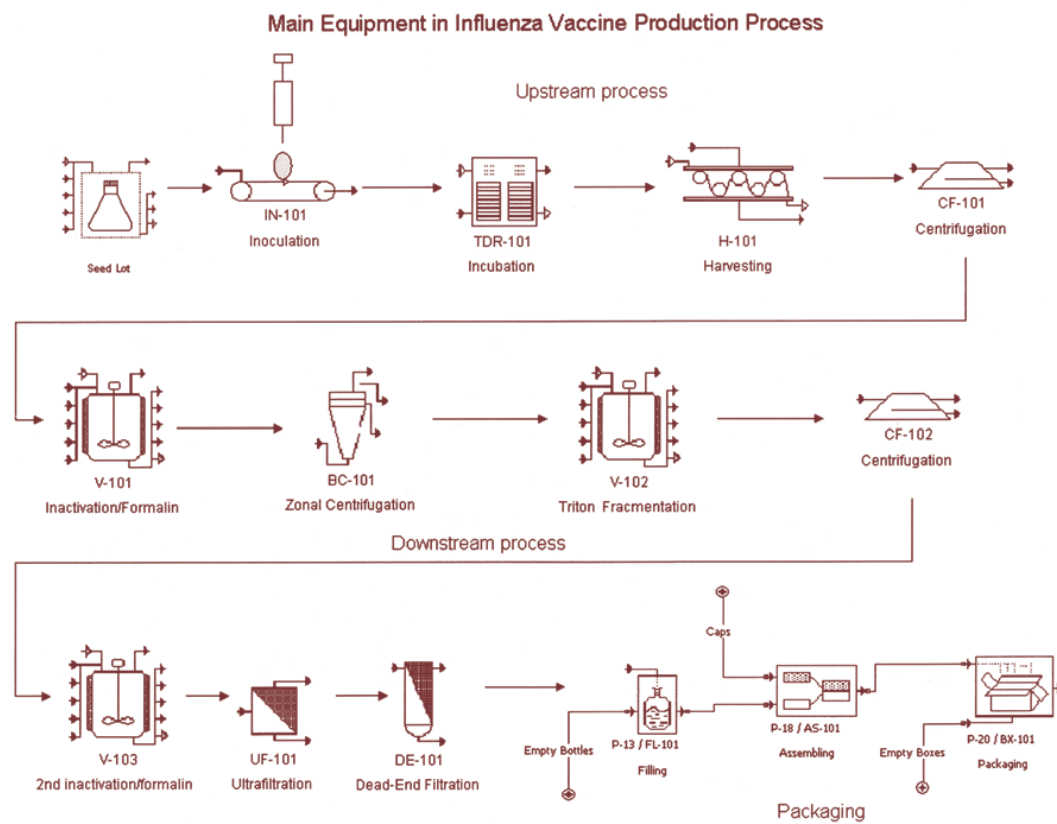 Main Equipment in Influenza Vaccine Production Process
Upstream process
Seed Lot
IN-101
Inoculation
TDR-101
Incubation
H-101
Harvesting
CF-101
Centrifugation
V-101
Inactivation/Formalin
BC-101
Zonal Centrifugation
V-102
Triton Fracmentation
CF-102
Centrifugation
Downstream process
V-103
2nd inactivation/formalin
UF-101
Ultrafiltration
DE-101
Dead-End Filtration
Empty Bottles
P-13 / FL-101
Filling
Caps
P-18 / AS-101
Assembling
Empty Boxes
P-20 / BX-101
Packaging
Packaging